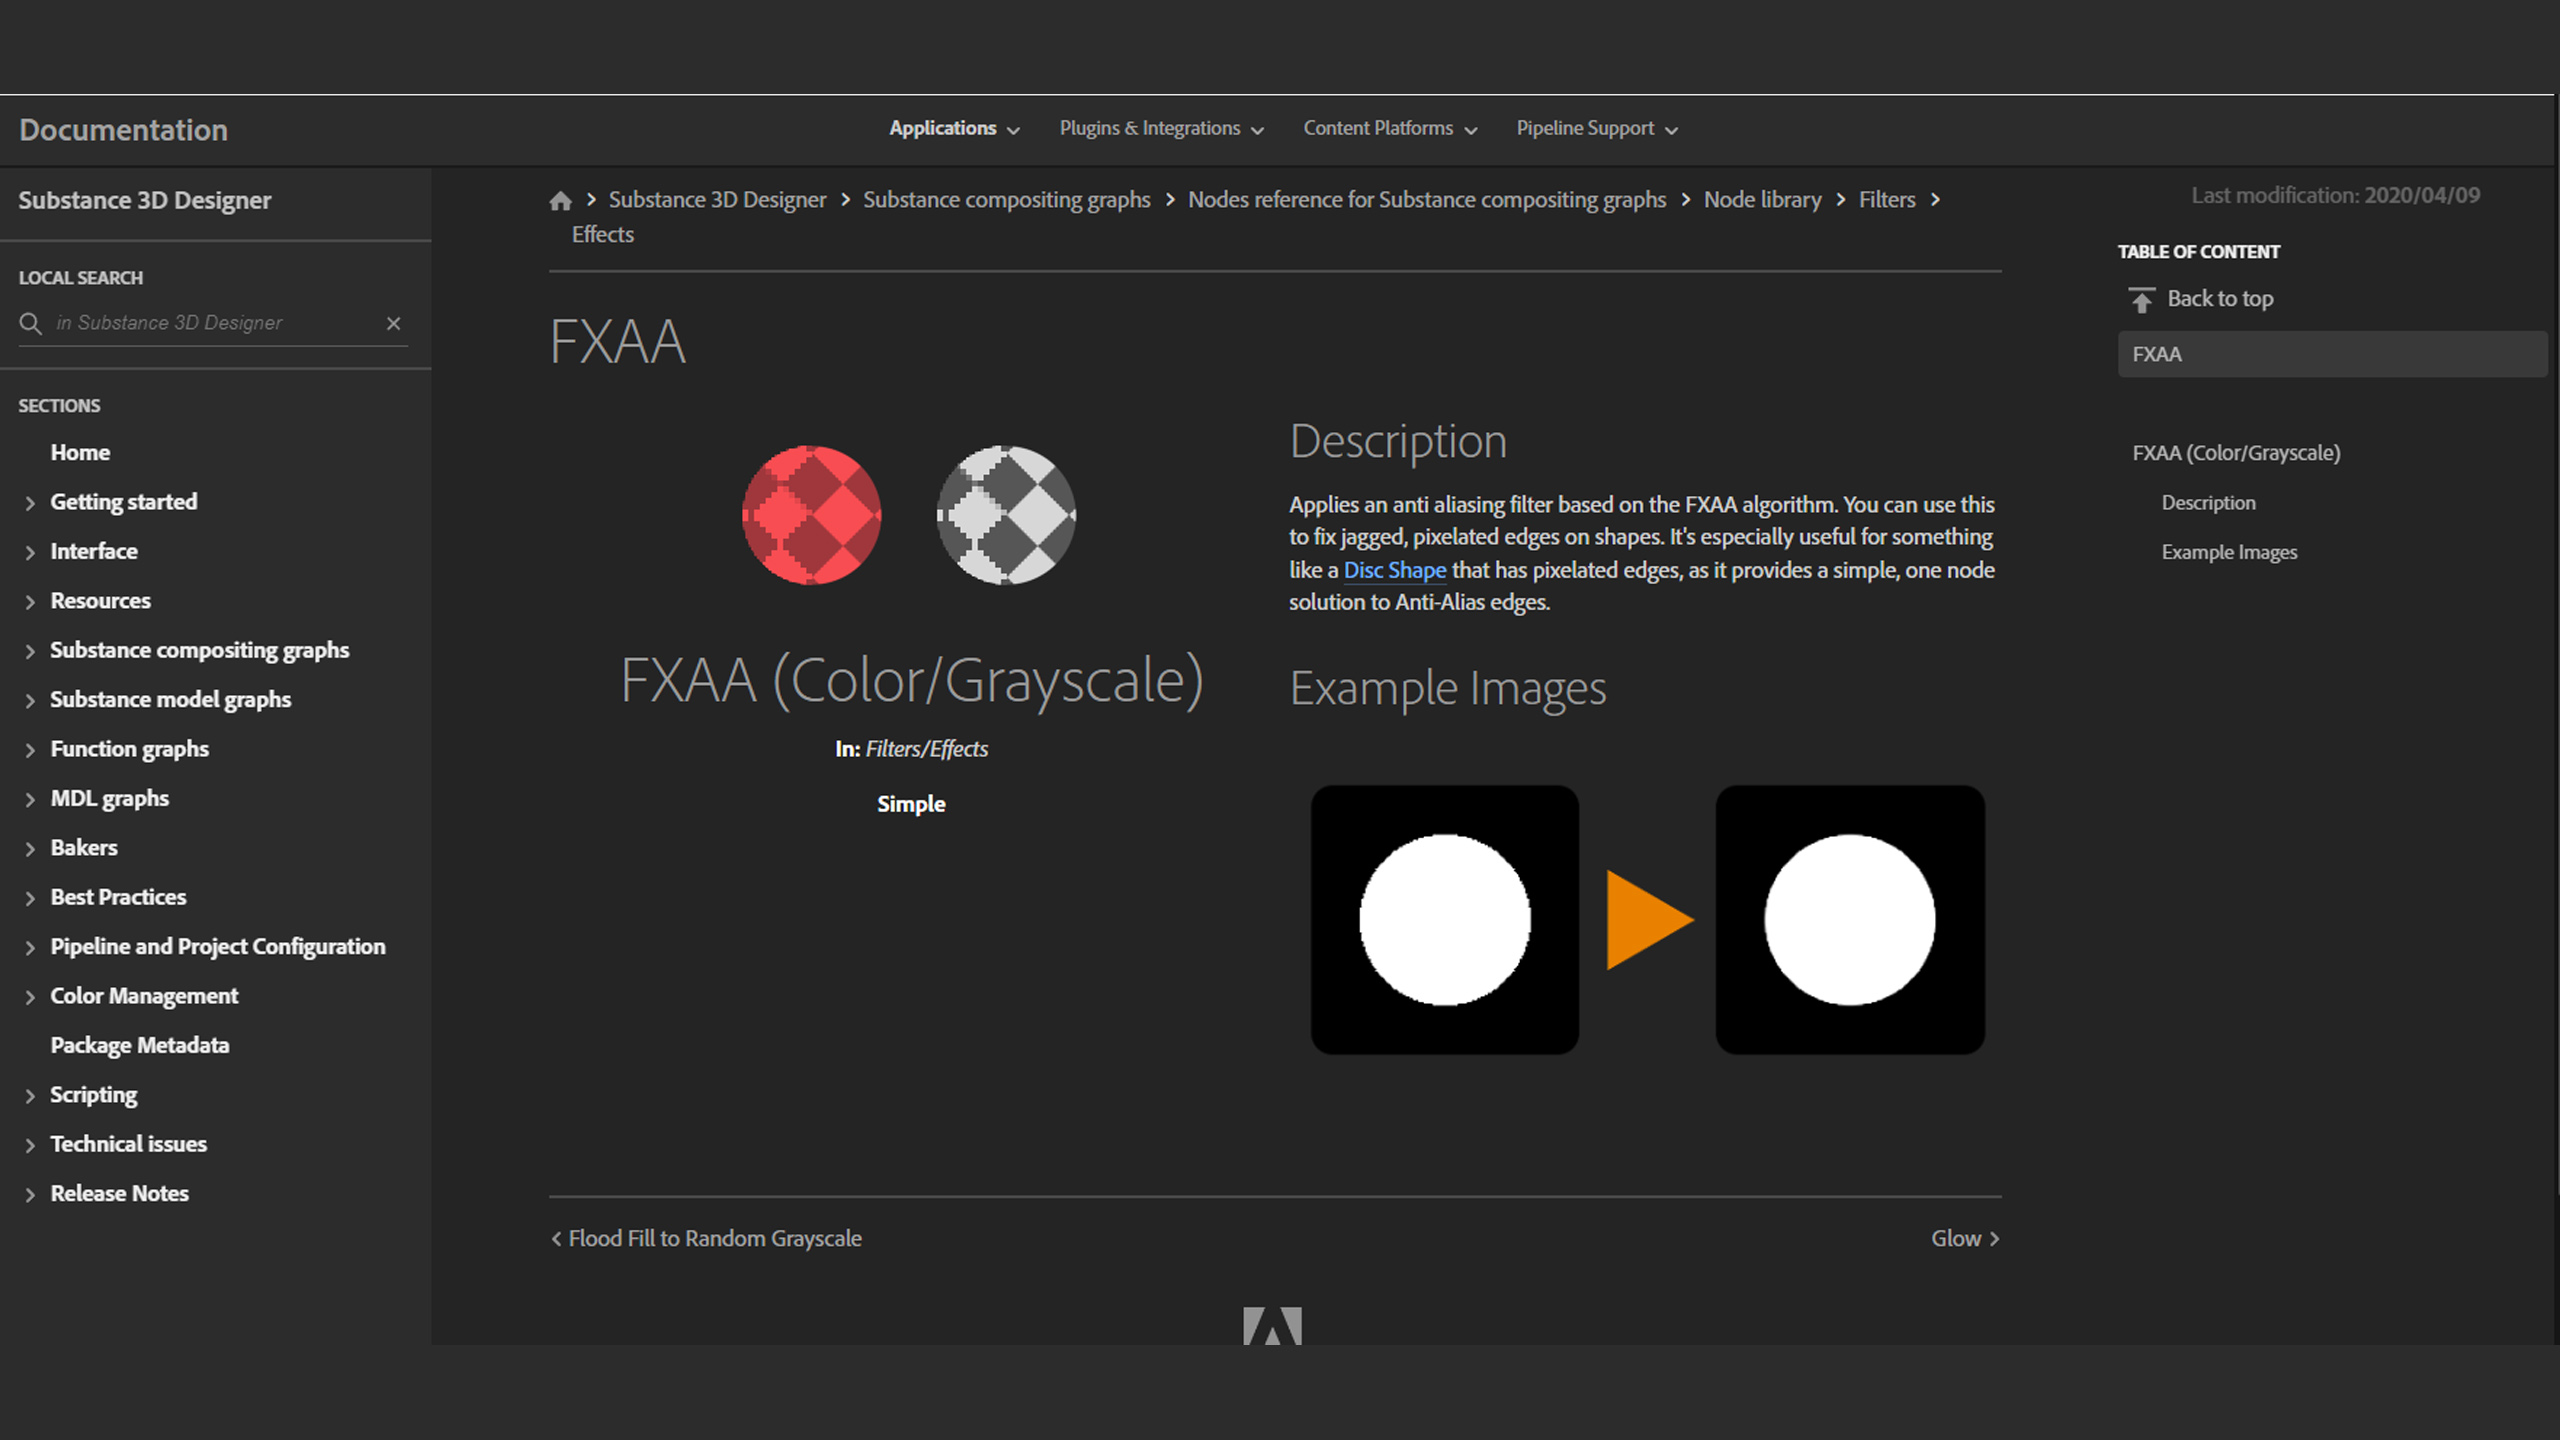 Documentation
Applications
Plugins & Integrations
Content Platforms
Pipeline Support
Substance 3D Designer
LOCAL SEARCH
in Substance 3D Designer
SECTIONS
Home
Getting started
Interface
Resources
Substance compositing graphs
Substance model graphs
Function graphs
MDL graphs
Bakers
Best Practices
Pipeline and Project Configuration
Color Management
Package Metadata
Scripting
Technical issues
Release Notes
Substance 3D Designer > Substance compositing graphs > Nodes reference for Substance compositing graphs > Node library > Filters >
Effects
FXAA
FXAA (Color/Grayscale)
In: Filters/Effects
Simple
Description
Applies an anti aliasing filter based on the FXAA algorithm. You can use this
to fix jagged, pixelated edges on shapes. It's especially useful for something
like a Disc Shape that has pixelated edges, as it provides a simple, one node
solution to Anti-Alias edges.
Example Images
Flood Fill to Random Grayscale
Glow
Last modification: 2020/04/09
TABLE OF CONTENT
Back to top
FXAA
FXAA (Color/Grayscale)
Description
Example Images